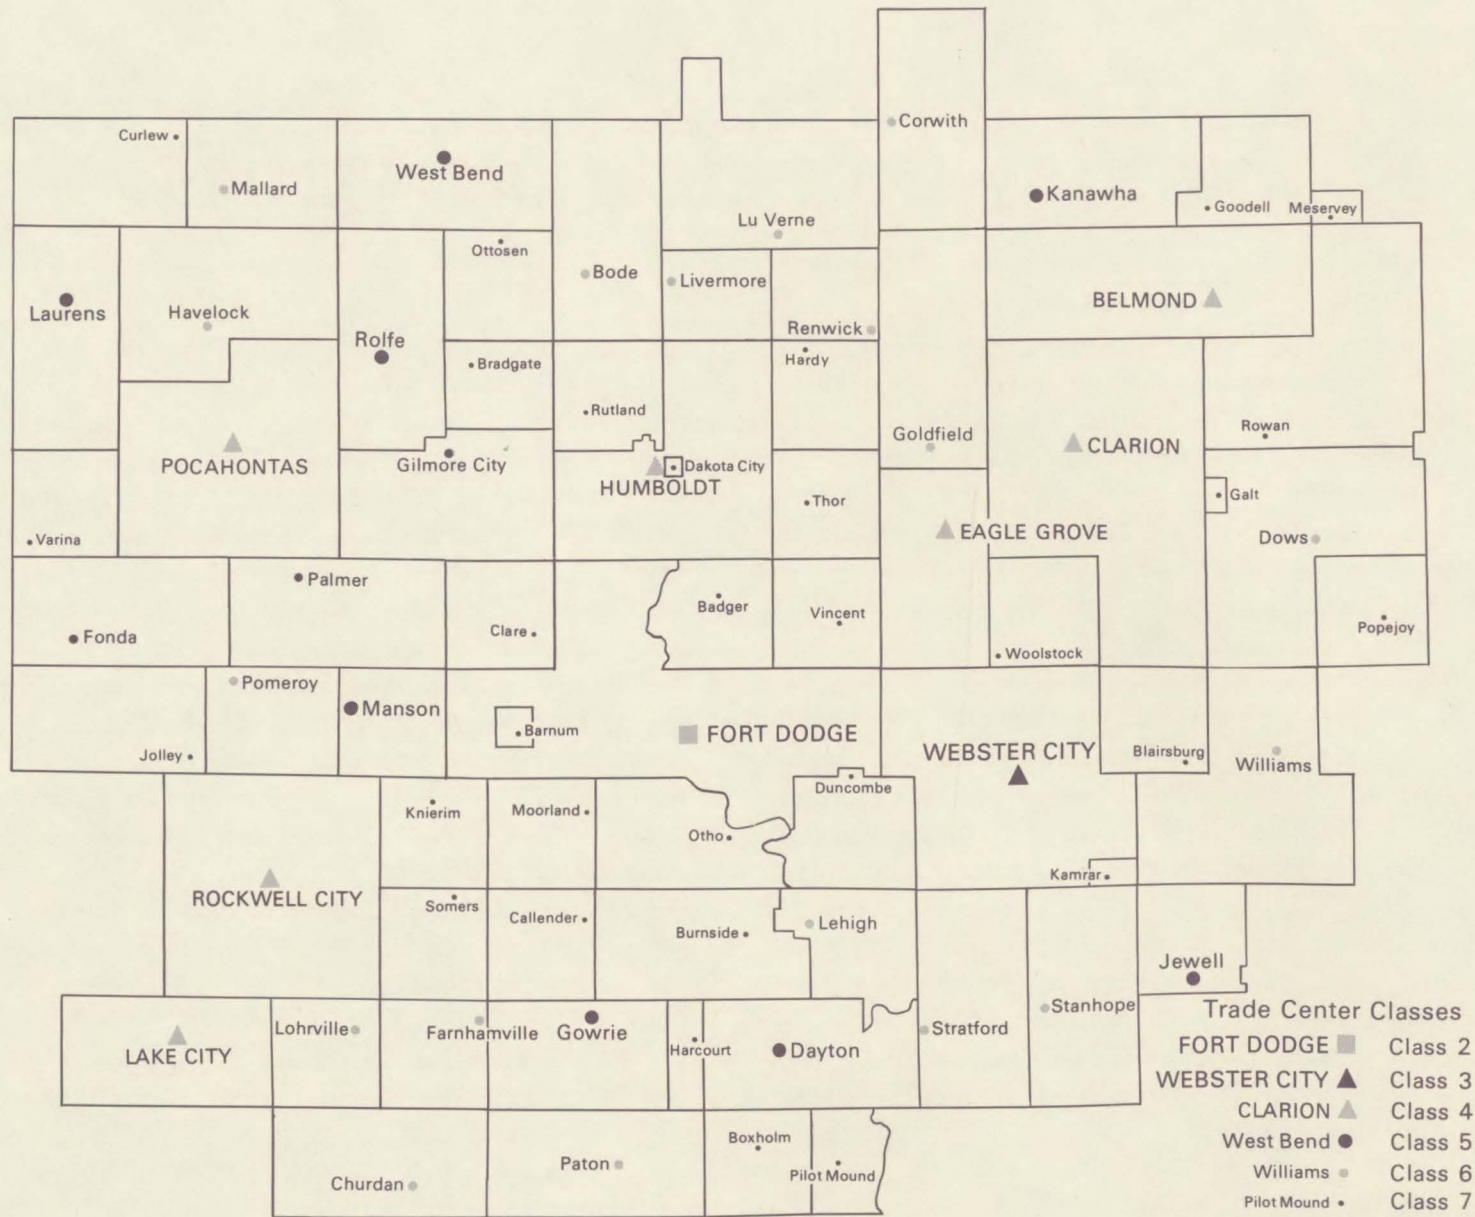 Corwith
Curlew
West Bend
Mallard
Kanawha
Goodell
Meservey
Lu Verne
Ottosen
Bode
Livermore
BELMOND
Laurens
Havelock
Renwick
Rolfe
Hardy
Bradgate
Rutland
Goldfield
CLARION
Rowan
POCAHONTAS
Gilmore City
Dakota City
HUMBOLDT
Thor
Galt
EAGLE GROVE
Dows
Varina
Palmer
Badger
Vincent
Fonda
Clare
Popejoy
Woolstock
Pomeroy
Manson
Barnum
FORT DODGE
Jolley
WEBSTER CITY
Blairsburg
Williams
Duncombe
Knierim
Moorland
Otho
Kamrar
ROCKWELL CITY
Somers
Callender
Burnside
Lehigh
Jewell
Stanhope
Lohrville
Farnhamville
Gowrie
Stratford
LAKE CITY
Harcourt
Dayton
Boxholm
Paton
Pilot Mound
Churdan
Trade Center Classes
FORT DODGE Class 2
WEBSTER CITY Class 3
CLARION Class 4
West Bend Class 5
Williams Class 6
Pilot Mound Class 7